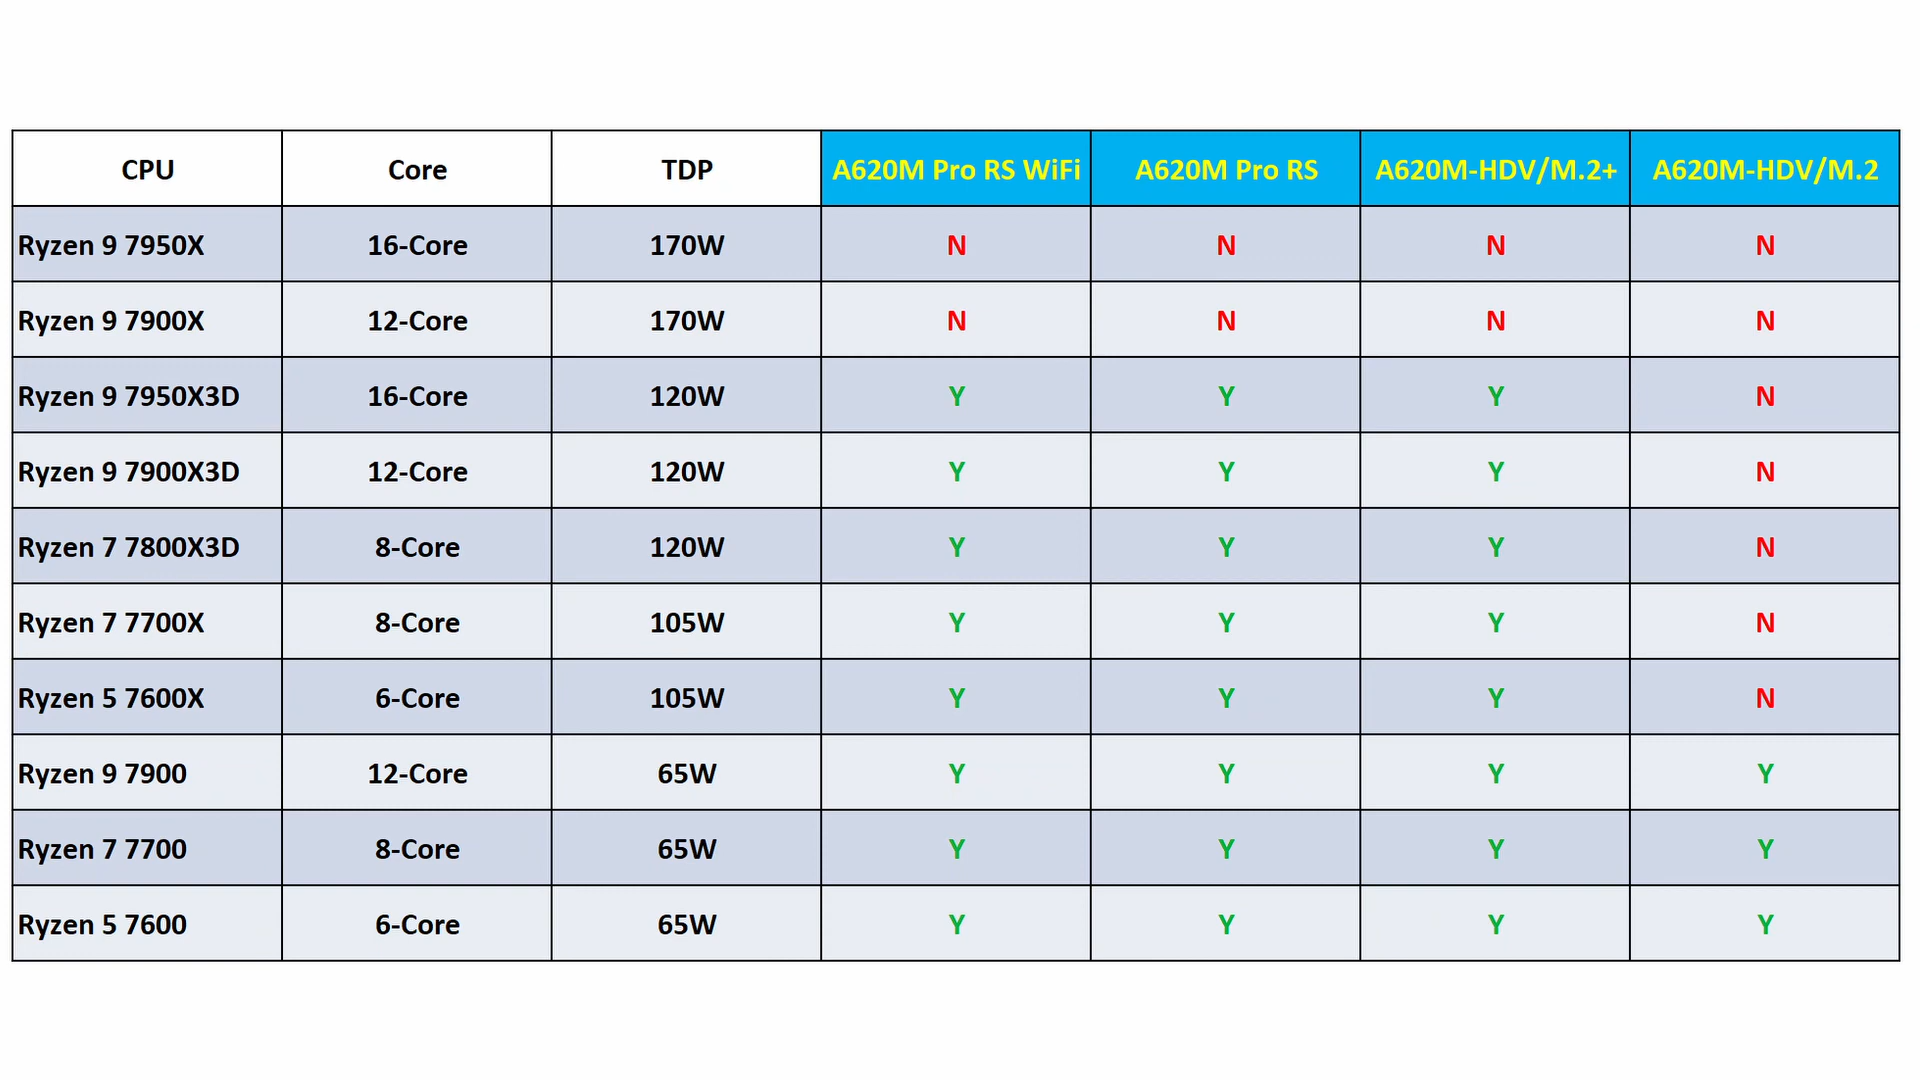 CPU Core TDP A620M Pro RS WiFi A620M Pro RS A620M-HDV/M.2+ A620M-HDV/M.2
Ryzen 9 7950X 16-Core 170W N N N N
Ryzen 9 7900X 12-Core 170W N N N N
Ryzen 9 7950X3D 16-Core 120W Y Y Y N
Ryzen 9 7900X3D 12-Core 120W Y Y Y N
Ryzen 7 7800X3D 8-Core 120W Y Y Y N
Ryzen 7 7700X 8-Core 105W Y Y Y N
Ryzen 5 7600X 6-Core 105W Y Y Y N
Ryzen 9 7900 12-Core 65W Y Y Y Y
Ryzen 7 7700 8-Core 65W Y Y Y Y
Ryzen 5 7600 6-Core 65W Y Y Y Y